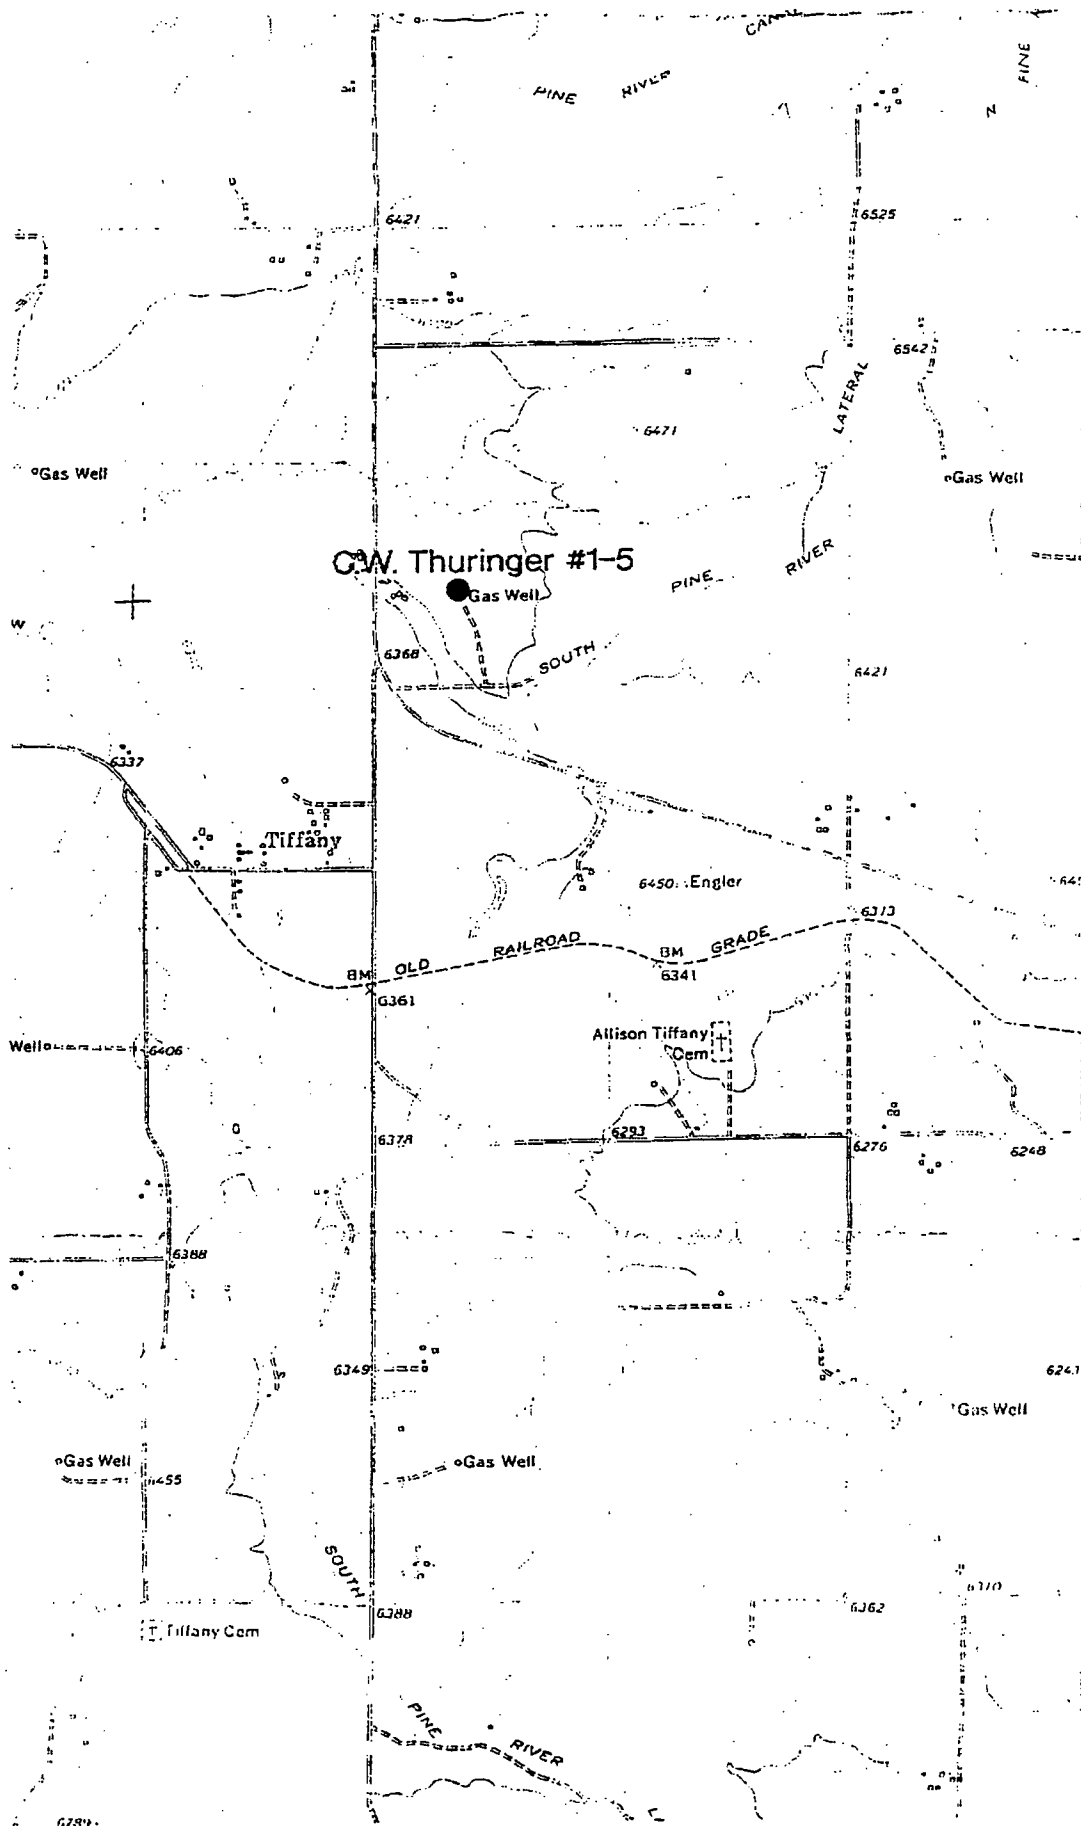 PINE RIVER
6421
6525
6542
LATERAL
6471
Gas Well
Gas Well
C.W. Thuringer #1-5
Gas Well
PINE RIVER
W
6368
SOUTH
6421
6337
Tiffany
6450
Engler
6313
BM
OLD RAILROAD GRADE
BM
6341
6361
Allison Tiffany
Cem
Well
6406
6378
6293
6276
6248
6388
6349
Gas Well
Gas Well
Gas Well
SOUTH
6388
6362
6310
Tiffany Cem
PINE RIVER
6289